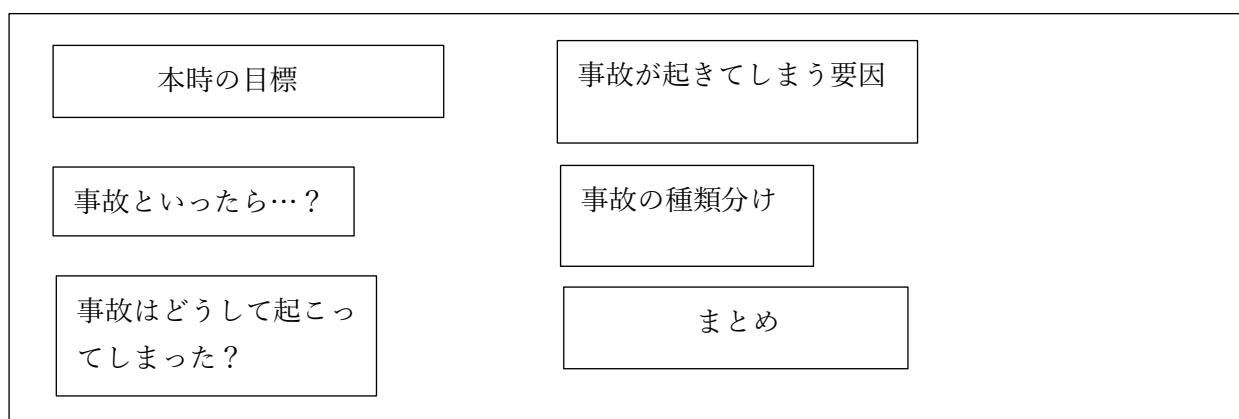 本時の目標
事故といったら…？
事故はどうして起こっ
てしまった？
事故が起きてしまう要因
事故の種類分け
まとめ